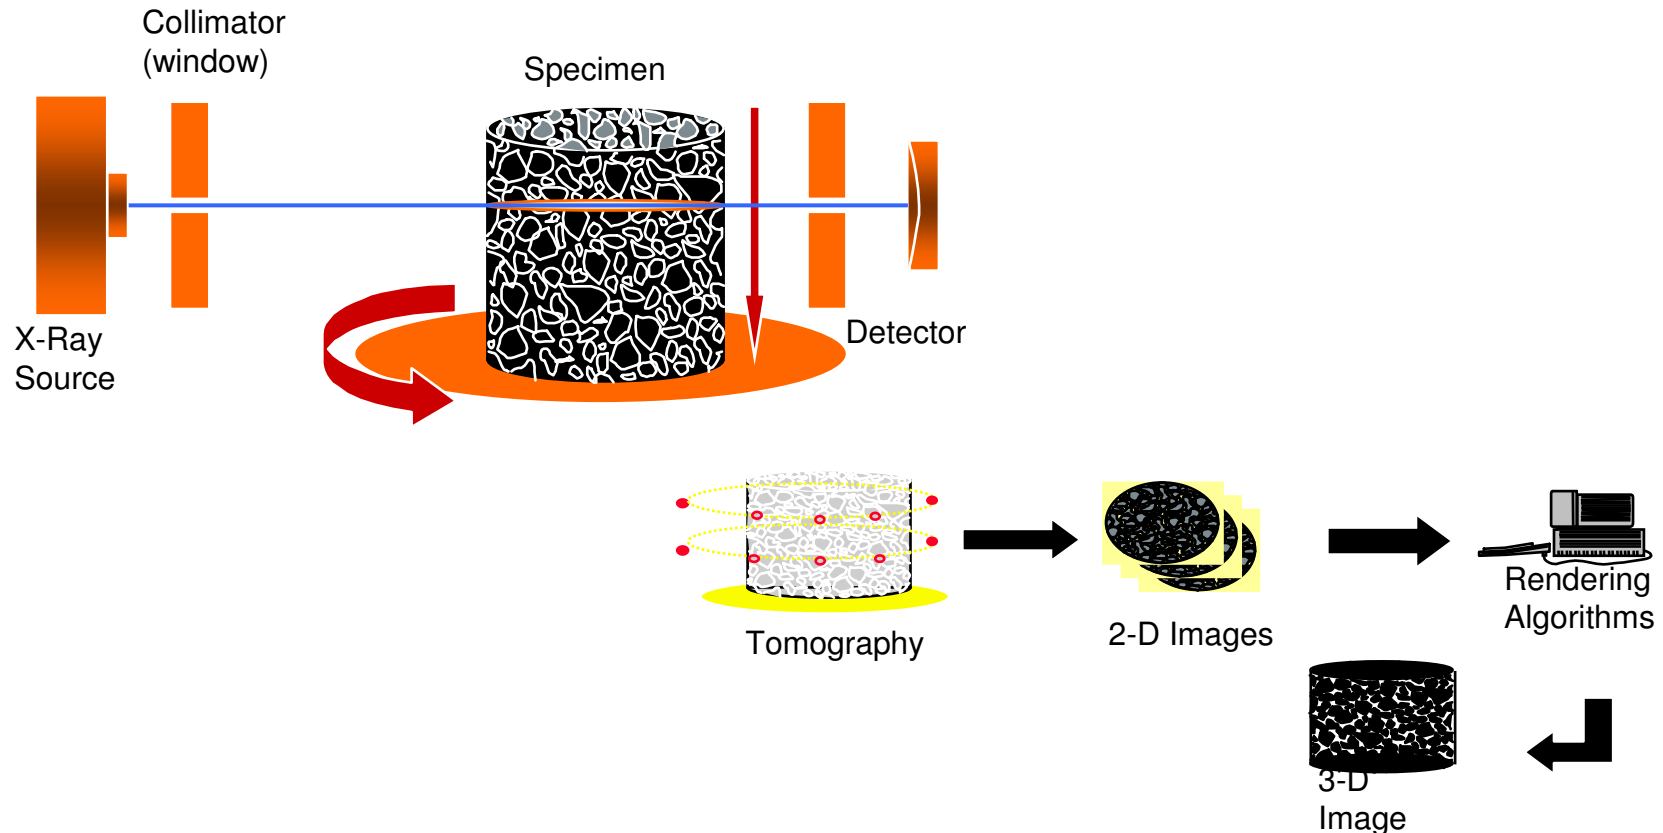 Collimator
(window)
Specimen
X-Ray
Source
Detector
Tomography
2-D Images
Rendering
Algorithms
3-D
Image